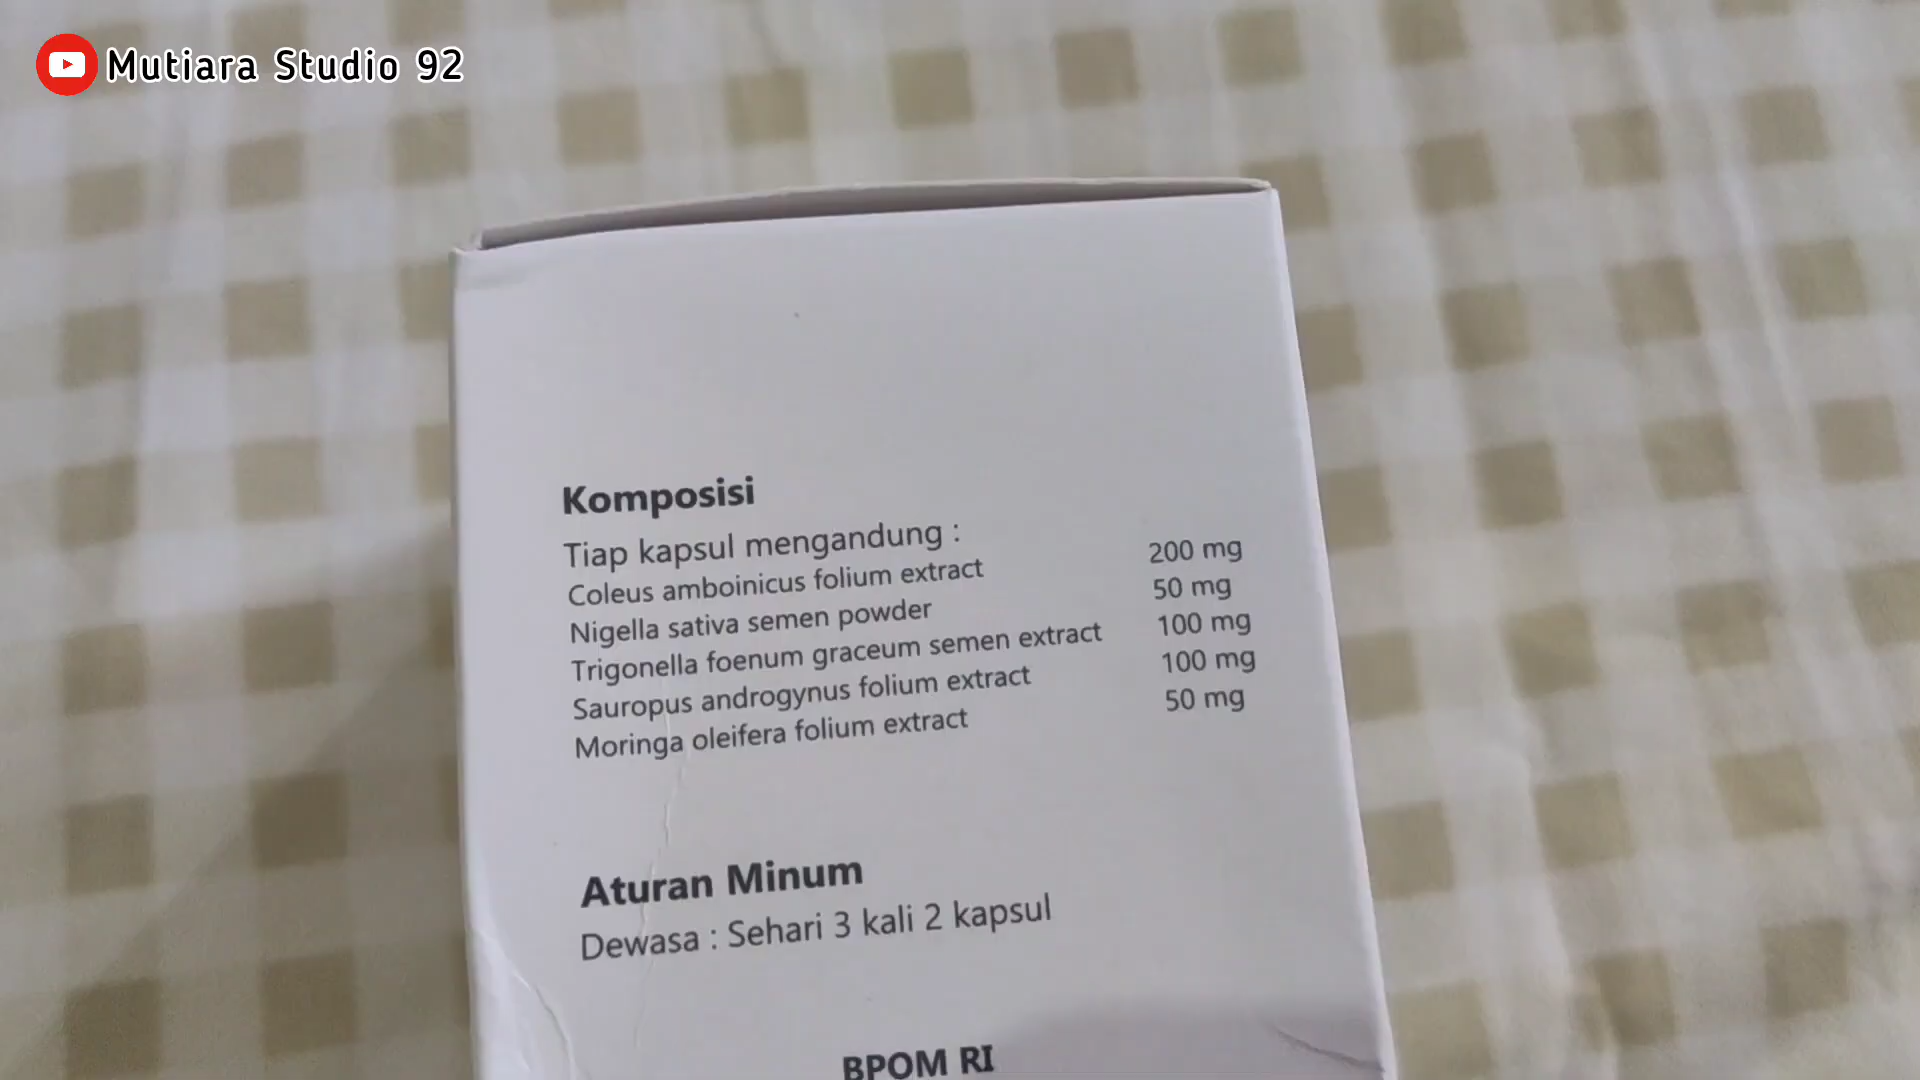 Mutiara Studio 92
Komposisi
Tiap kapsul mengandung :
Coleus amboinicus folium extract 200 mg
Nigella sativa semen powder 50 mg
Trigonella foenum graceum semen extract 100 mg
Sauropus androgynus folium extract 100 mg
Moringa oleifera folium extract 50 mg
Aturan Minum
Dewasa : Sehari 3 kali 2 kapsul
BPOM RI